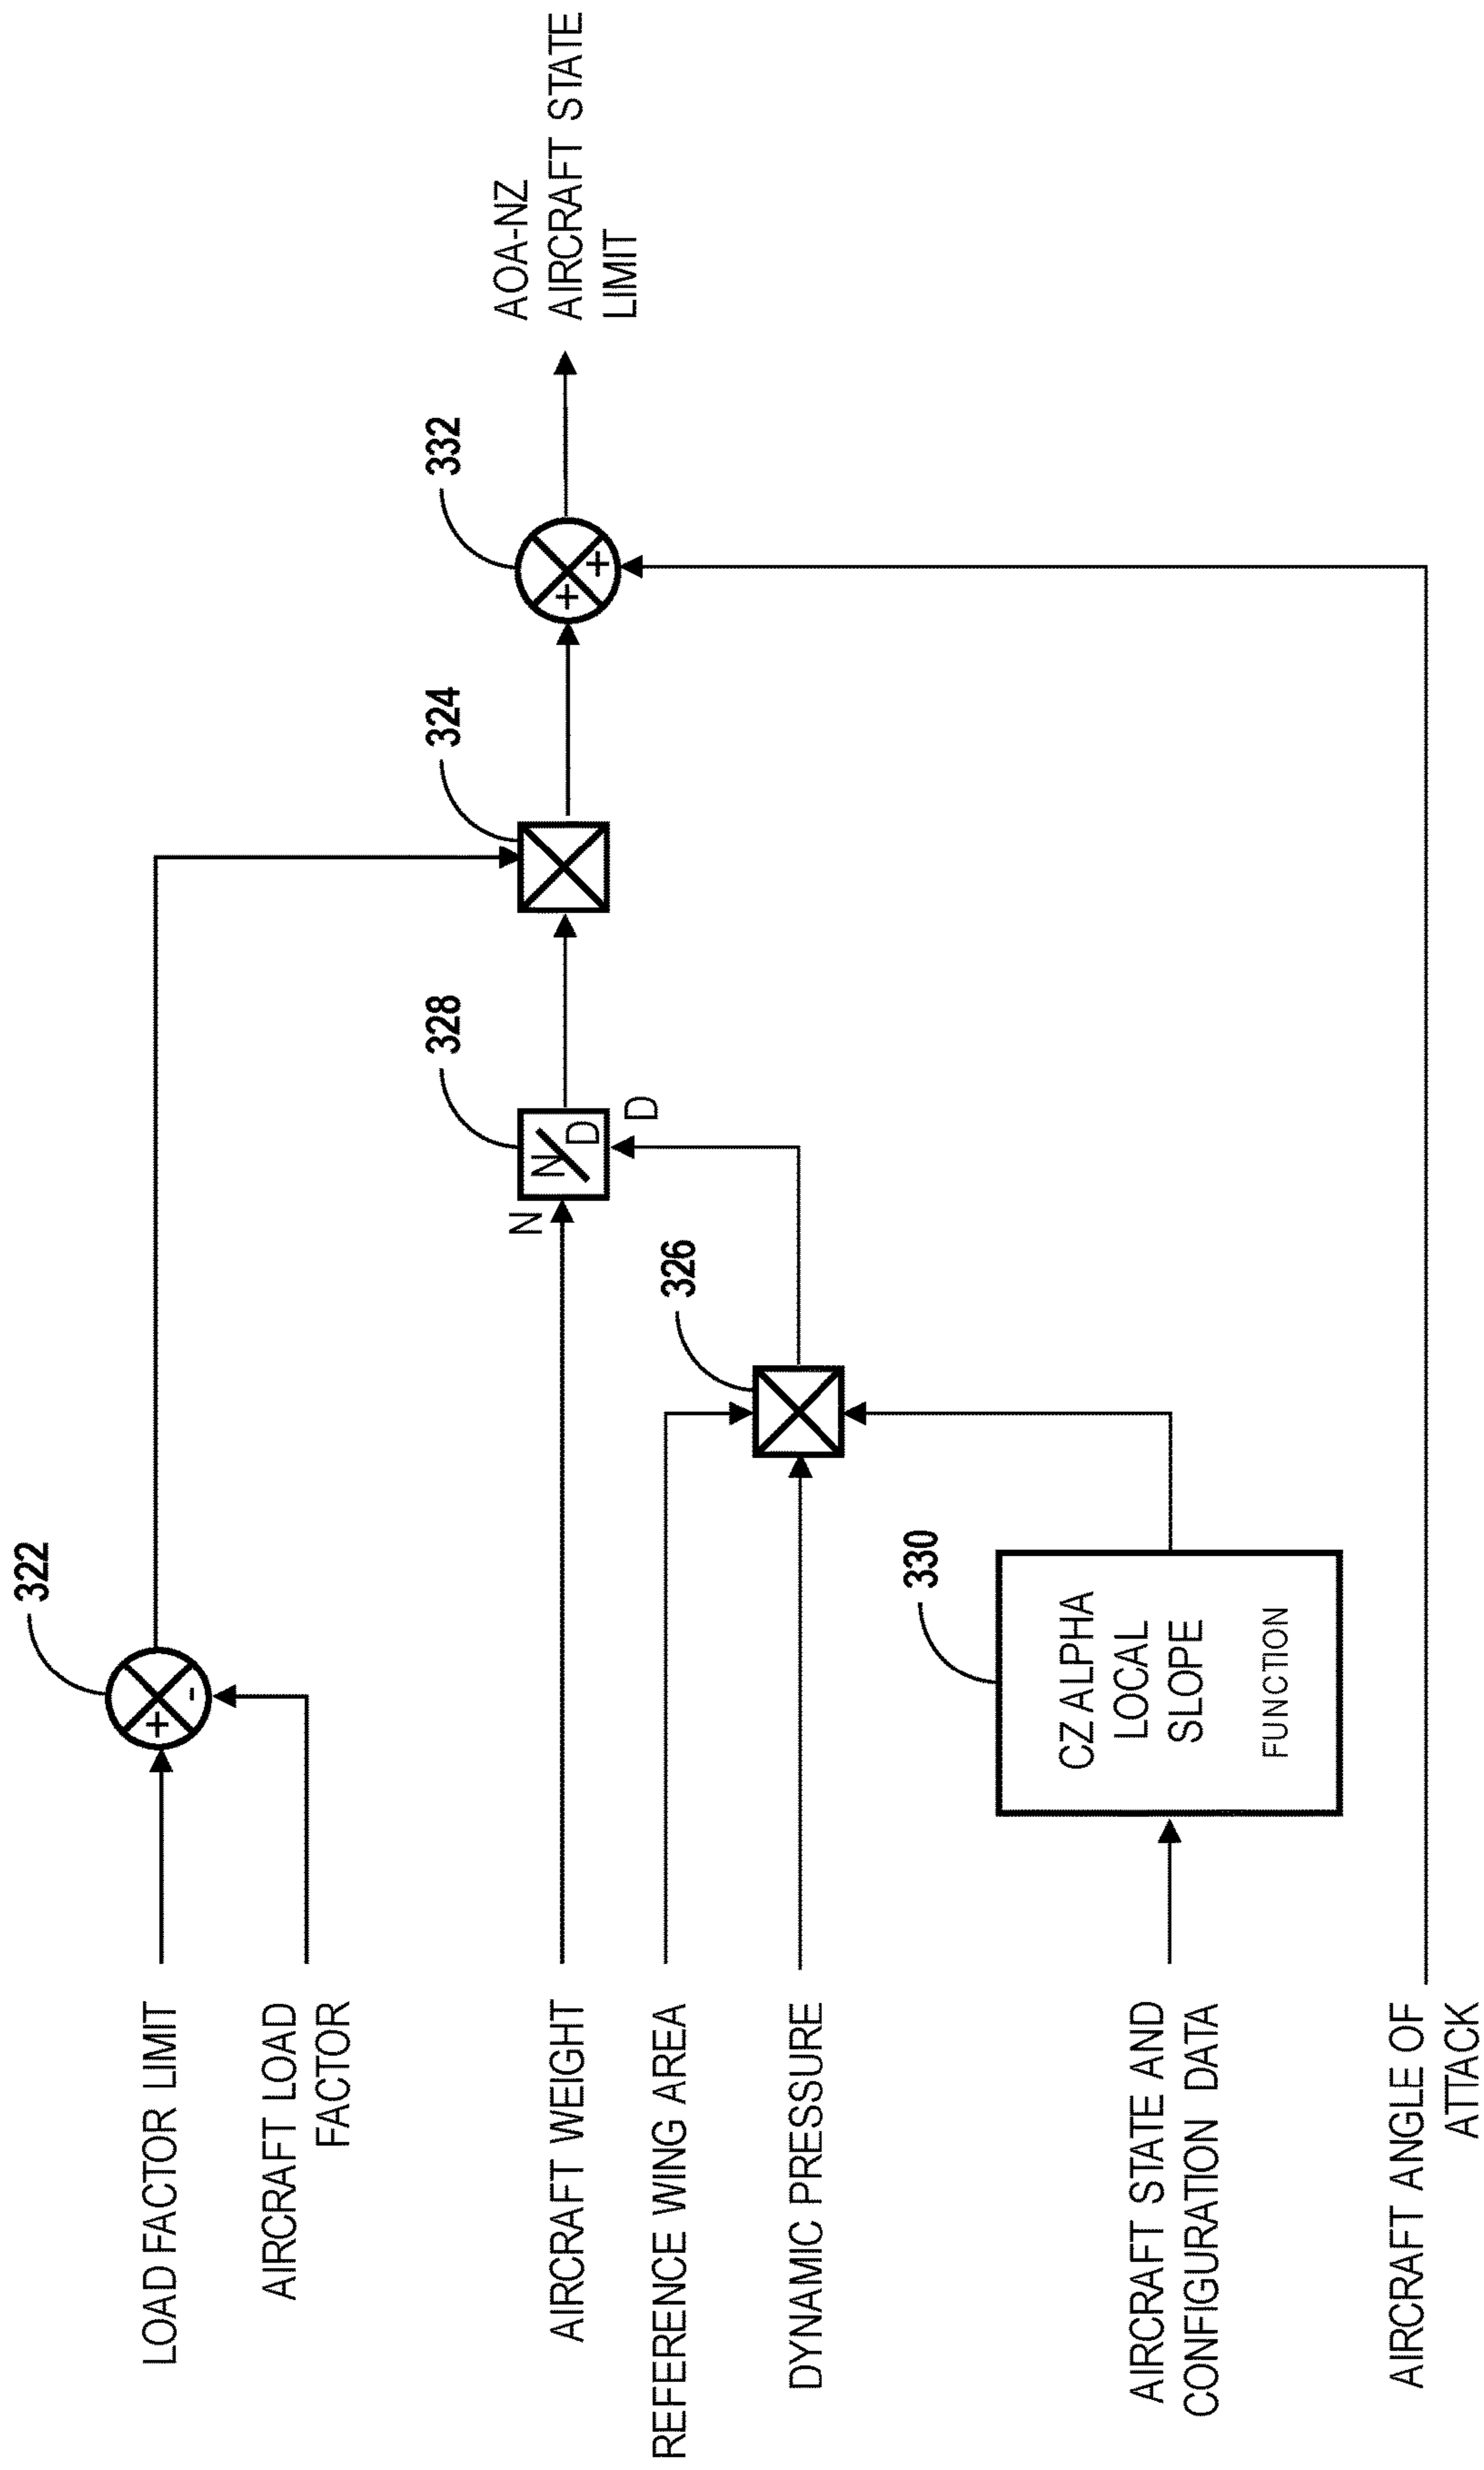 LOAD FACTOR LIMIT
+
-
322
AIRCRAFT LOAD
FACTOR
AIRCRAFT WEIGHT
N
N/D
D
328
324
+
+
332
AOA-NZ
AIRCRAFT STATE
LIMIT
REFERENCE WING AREA
326
DYNAMIC PRESSURE
AIRCRAFT STATE AND
CONFIGURATION DATA
330
CZ ALPHA
LOCAL
SLOPE
FUNCTION
AIRCRAFT ANGLE OF
ATTACK